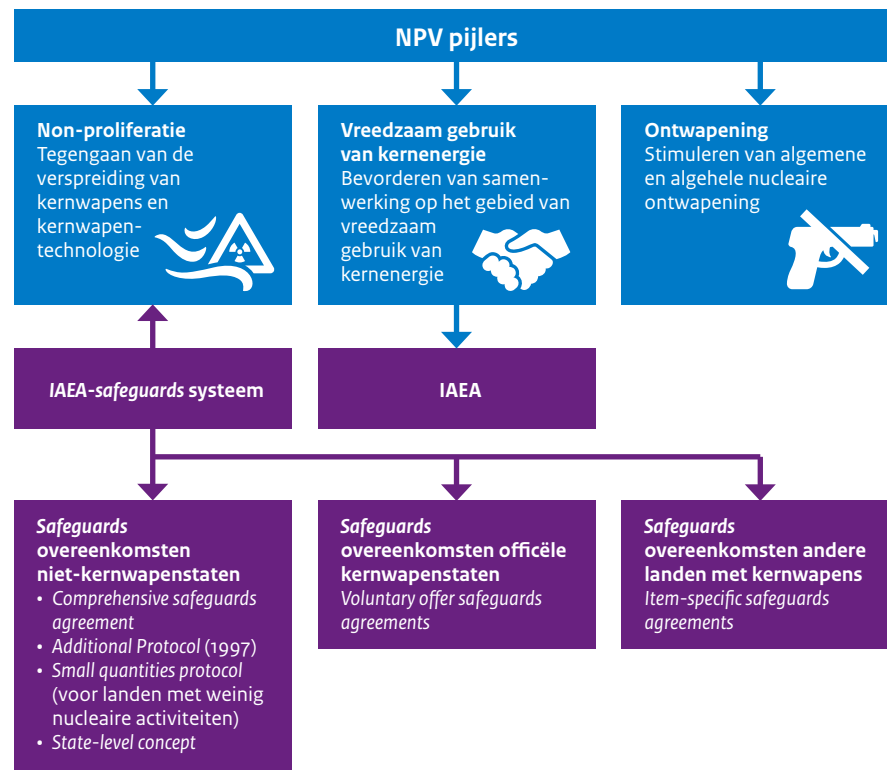 NPV pijlers
Non-proliferatie
Tegengaan van de
verspreiding van
kernwapens en
kernwapen-
technologie
Vreedzaam gebruik
van kernenergie
Bevorderen van samen-
werking op het gebied van
vreedzaam
gebruik van
kernenergie
Ontwapening
Stimuleren van algemene
en algehele nucleaire
ontwapening
IAEA-safeguards systeem
IAEA
Safeguards
overeenkomsten
niet-kernwapenstaten
• Comprehensive safeguards
agreement
• Additional Protocol (1997)
• Small quantities protocol
(voor landen met weinig
nucleaire activiteiten)
• State-level concept
Safeguards
overeenkomsten officële
kernwapenstaten
Voluntary offer safeguards
agreements
Safeguards
overeenkomsten andere
landen met kernwapens
Item-specific safeguards
agreements